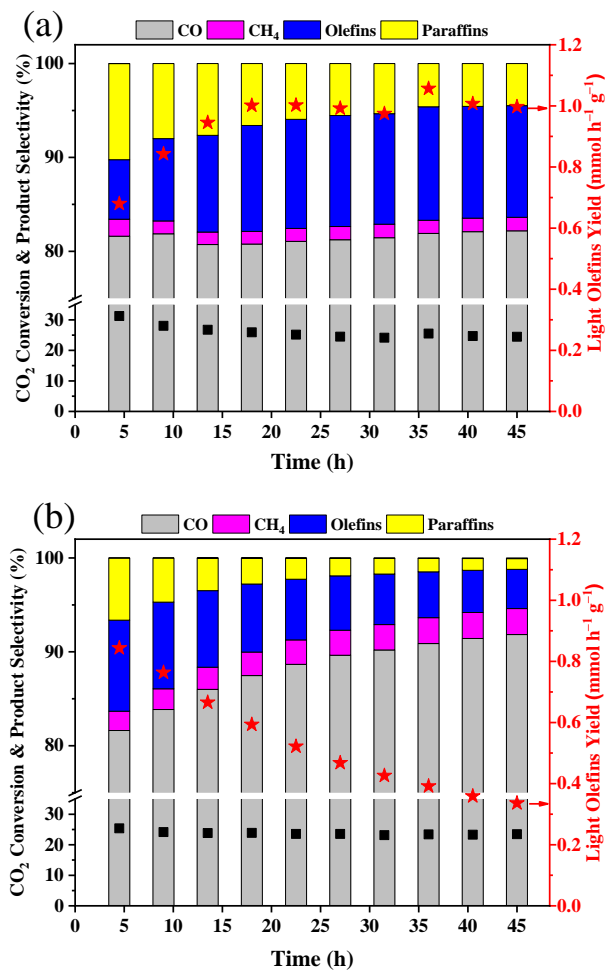 (a)
CO CH₄ Olefins Paraffins
CO₂ Conversion & Product Selectivity (%)
100
90
80
30
20
10
0
0 5 10 15 20 25 30 35 40 45
Time (h)
1.2
1.0
0.8
0.6
0.4
0.2
0.0
Light Olefins Yield (mmol h⁻¹ g⁻¹)
(b)
CO CH₄ Olefins Paraffins
CO₂ Conversion & Product Selectivity (%)
100
90
80
30
20
10
0
0 5 10 15 20 25 30 35 40 45
Time (h)
1.2
1.0
0.8
0.6
0.4
0.2
0.0
Light Olefins Yield (mmol h⁻¹ g⁻¹)